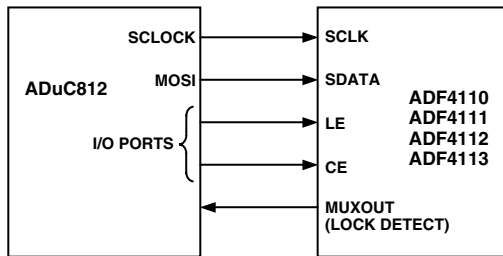 SCLOCK
MOSI
ADuC812
I/O PORTS
SCLK
SDATA
LE
CE
MUXOUT
(LOCK DETECT)
ADF4110
ADF4111
ADF4112
ADF4113